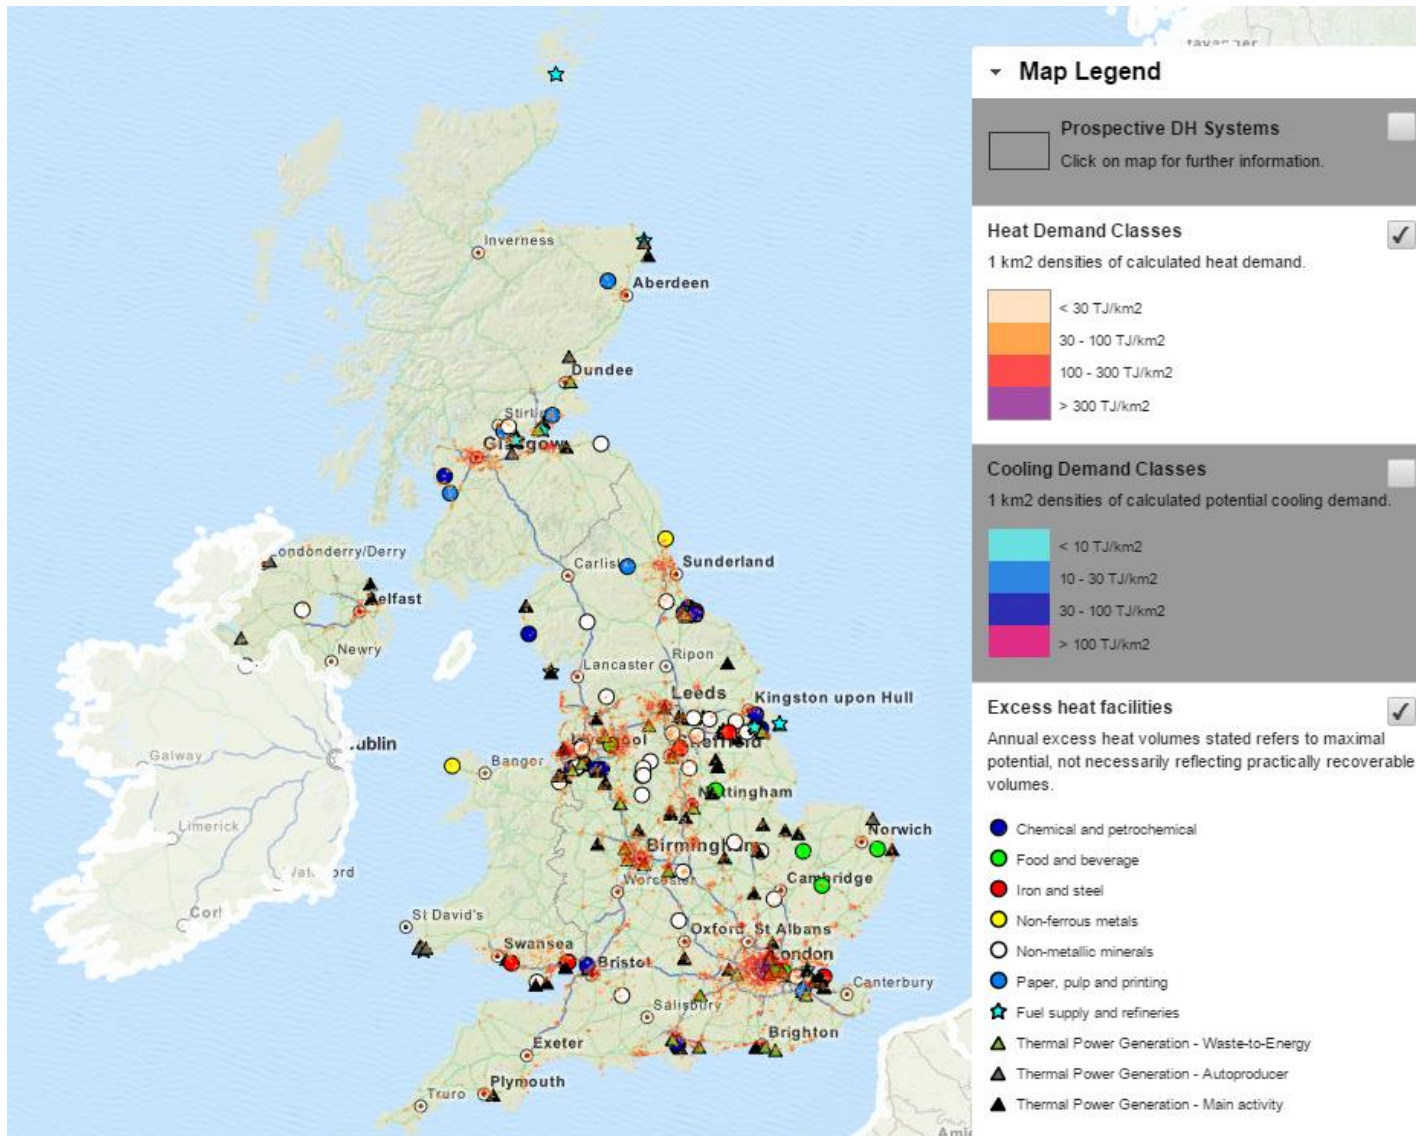 Map Legend
Prospective DH Systems
Click on map for further information.
Heat Demand Classes
1 km2 densities of calculated heat demand.
< 30 TJ/km2
30 - 100 TJ/km2
100 - 300 TJ/km2
> 300 TJ/km2
Cooling Demand Classes
1 km2 densities of calculated potential cooling demand.
< 10 TJ/km2
10 - 30 TJ/km2
30 - 100 TJ/km2
> 100 TJ/km2
Excess heat facilities
Annual excess heat volumes stated refers to maximal
potential, not necessarily reflecting practically recoverable
volumes.
Chemical and petrochemical
Food and beverage
Iron and steel
Non-ferrous metals
Non-metallic minerals
Paper, pulp and printing
Fuel supply and refineries
Thermal Power Generation - Waste-to-Energy
Thermal Power Generation - Autoproducer
Thermal Power Generation - Main activity
Inverness
Aberdeen
Dundee
Glasgow
Sunderland
Newry
Lancaster
Ripon
Leeds
Kingston upon Hull
Galway
Bangor
Limerick
Norwich
Birmingham
Worcester
Cambridge
St David's
Oxford
St Albans
Swansea
London
Bristol
Canterbury
Salisbury
Brighton
Exeter
Plymouth
Truro